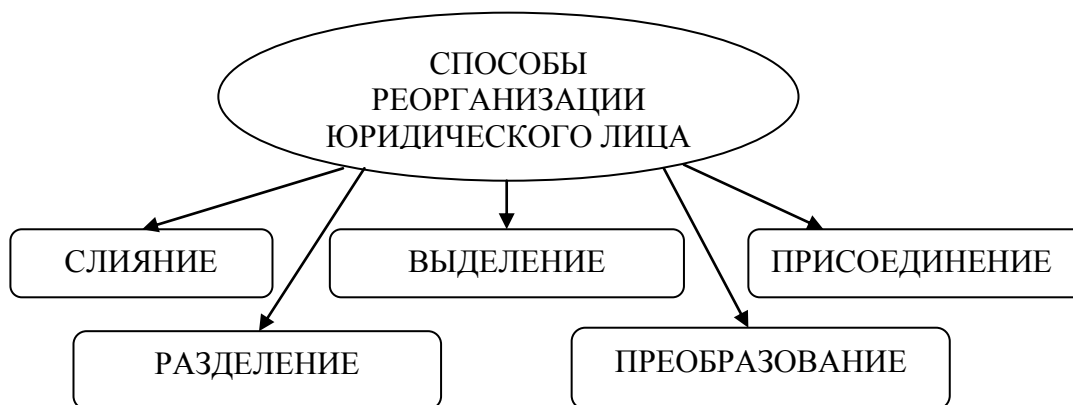 СПОСОБЫ
РЕОРГАНИЗАЦИИ
ЮРИДИЧЕСКОГО ЛИЦА
СЛИЯНИЕ
ВЫДЕЛЕНИЕ
ПРИСОЕДИНЕНИЕ
РАЗДЕЛЕНИЕ
ПРЕОБРАЗОВАНИЕ